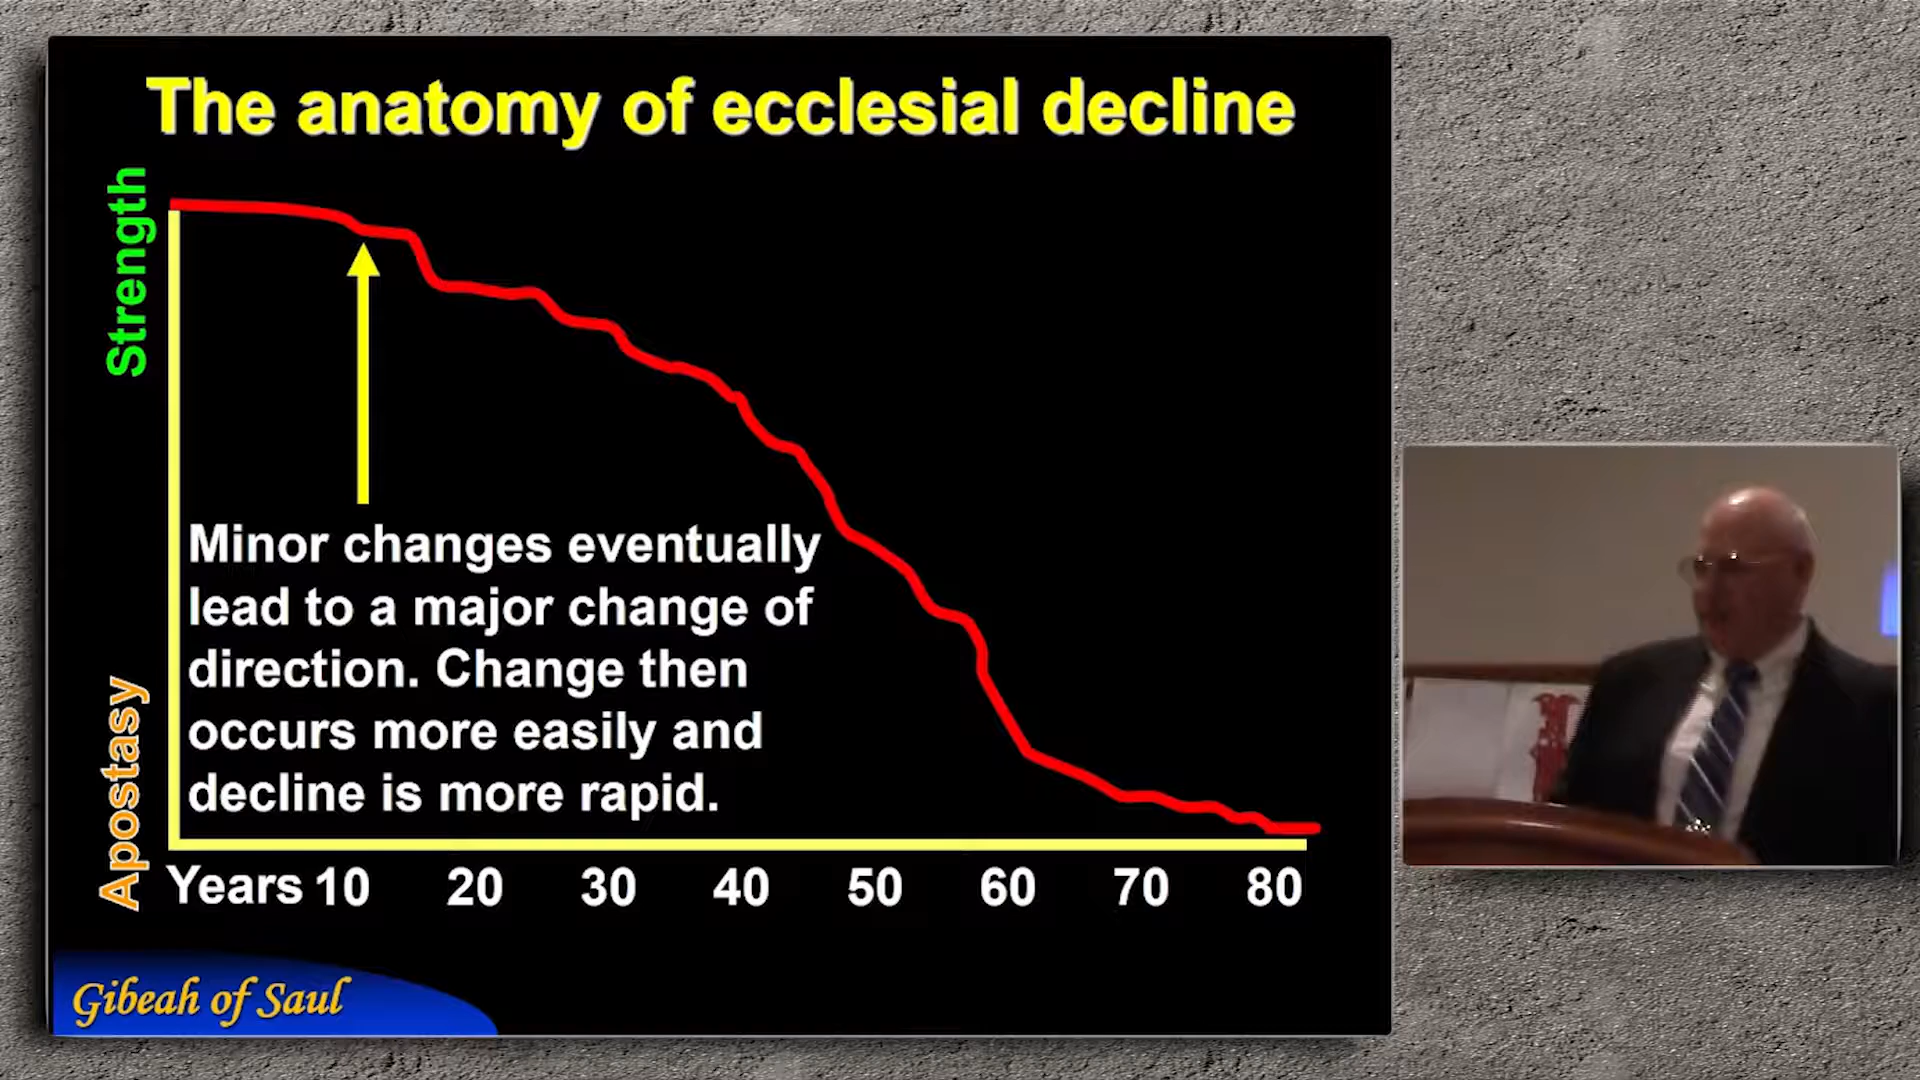 The anatomy of ecclesial decline
Strength
Apostasy
Minor changes eventually
lead to a major change of
direction. Change then
occurs more easily and
decline is more rapid.
Years 10 20 30 40 50 60 70 80
Gibeah of Saul